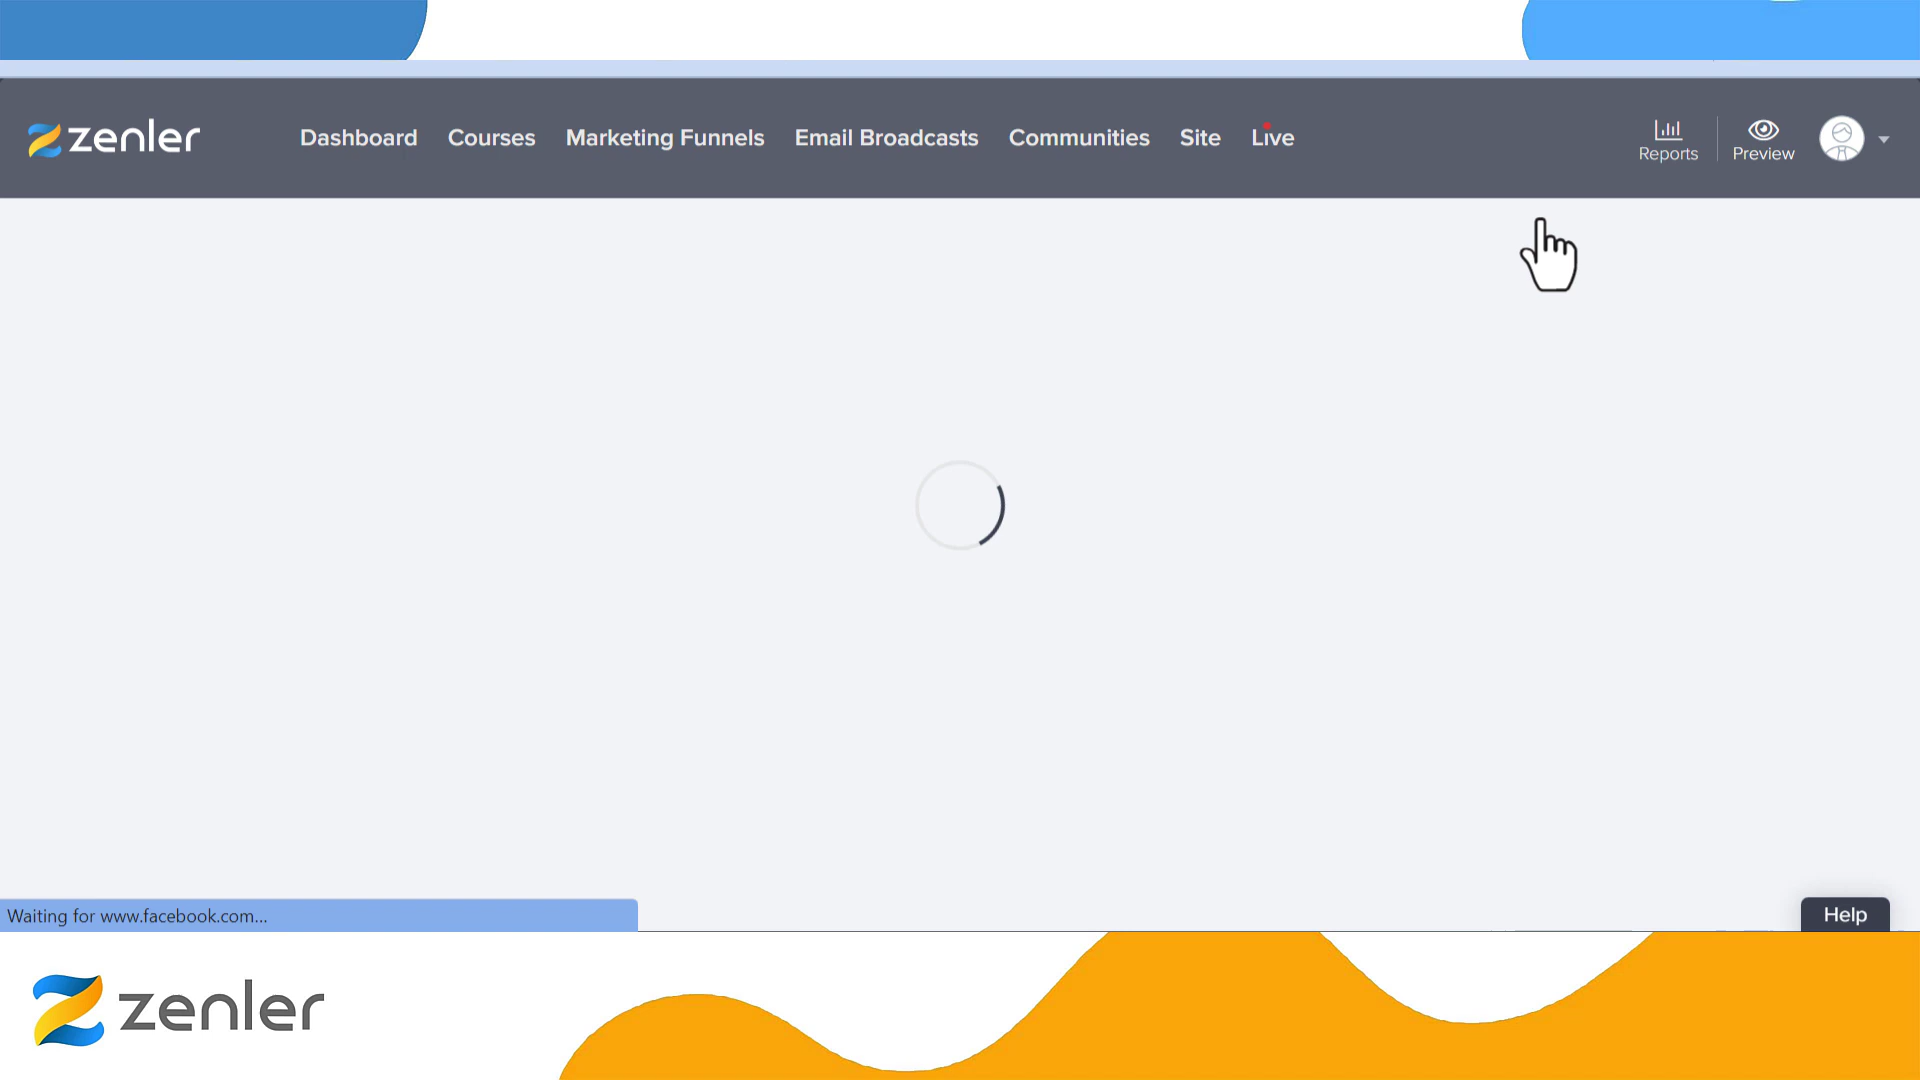 zenler
Dashboard
Courses
Marketing Funnels
Email Broadcasts
Communities
Site
Live
Reports
Preview
Waiting for www.facebook.com...
Help
zenler